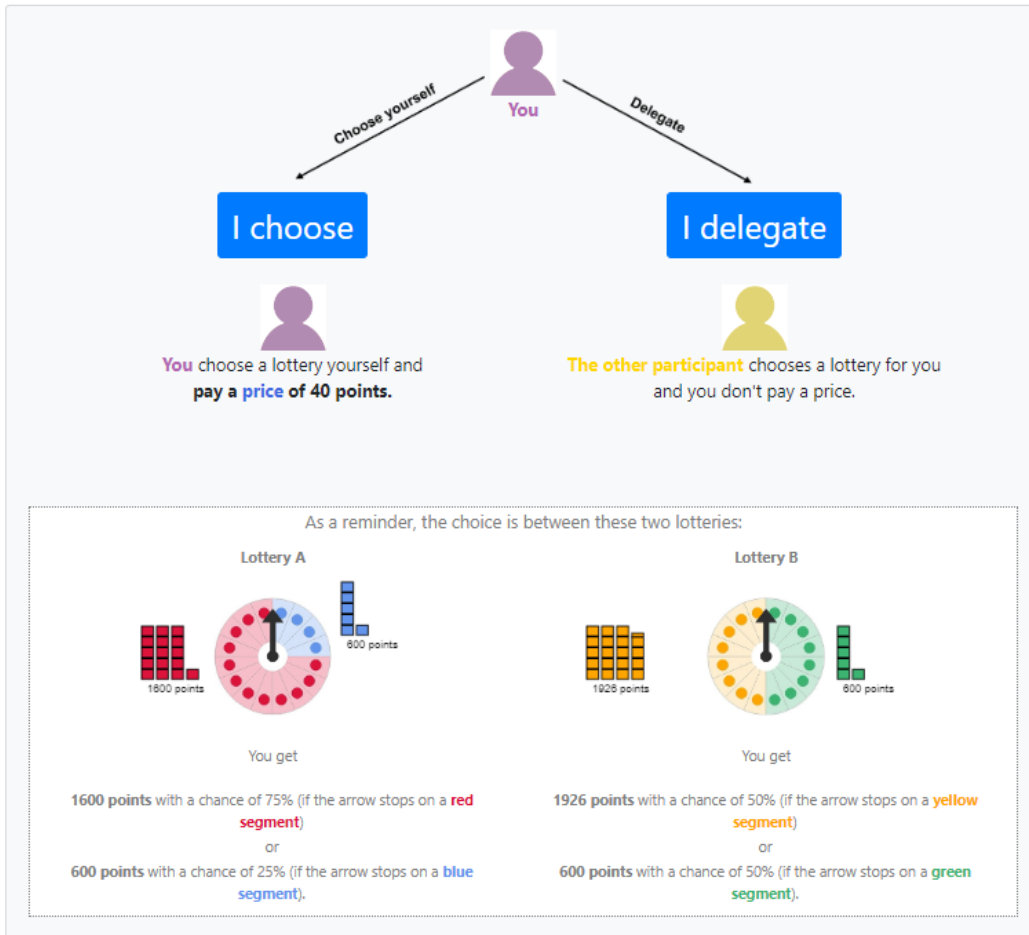 You
Choose yourself
Delegate
I choose
I delegate
You choose a lottery yourself and
pay a price of 40 points.
The other participant chooses a lottery for you
and you don't pay a price.
As a reminder, the choice is between these two lotteries:
Lottery A
1600 points
600 points
You get
1600 points with a chance of 75% (if the arrow stops on a red
segment)
or
600 points with a chance of 25% (if the arrow stops on a blue
segment).
Lottery B
1926 points
600 points
You get
1926 points with a chance of 50% (if the arrow stops on a yellow
segment)
or
600 points with a chance of 50% (if the arrow stops on a green
segment).